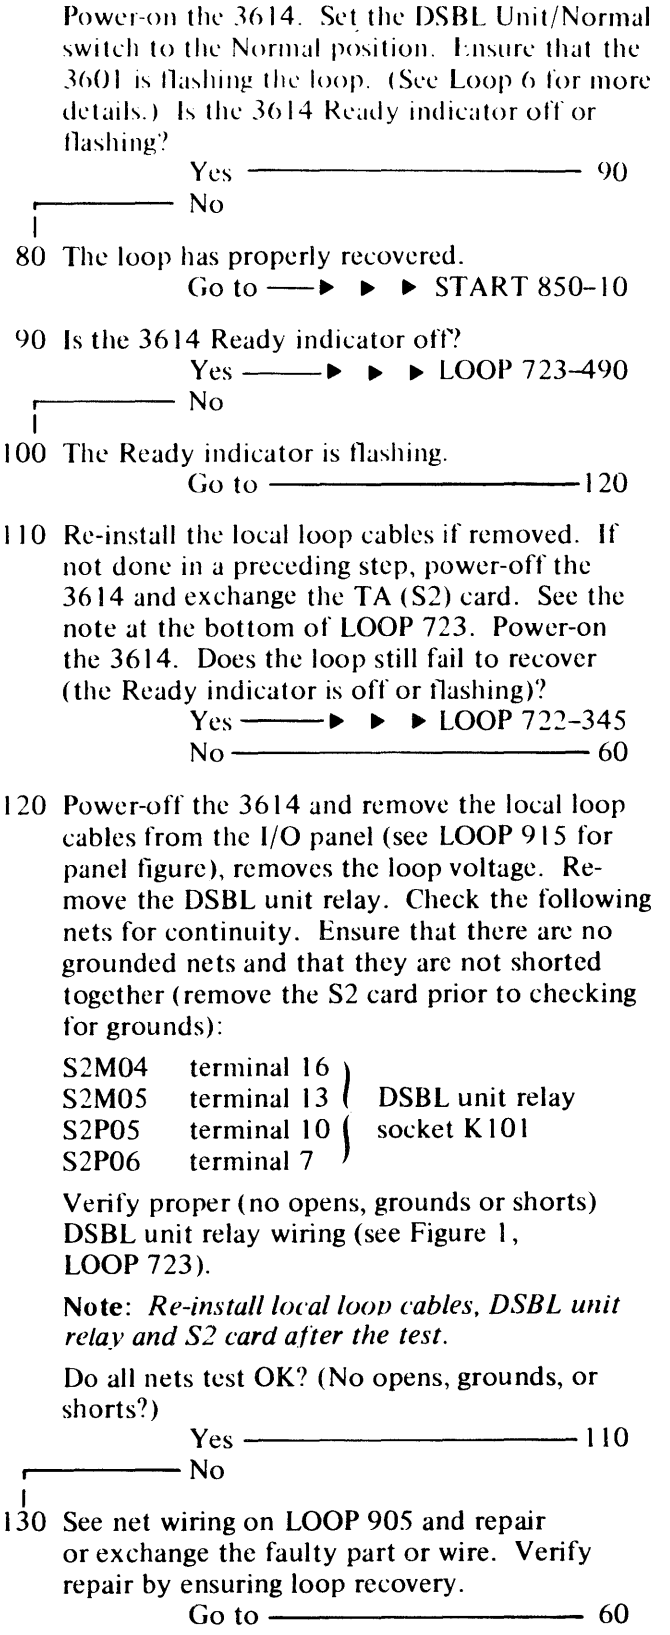 Power-on the 3614. Set the DSBL Unit/Normal
switch to the Normal position. Ensure that the
3601 is flashing the loop. (See Loop 6 for more
details.) Is the 3614 Ready indicator off or
flashing?
Yes 90
No
80 The loop has properly recovered.
Go to ▶ ▶ ▶ START 850–10
90 Is the 3614 Ready indicator off?
Yes ▶ ▶ ▶ LOOP 723–490
No
100 The Ready indicator is flashing.
Go to 120
110 Re-install the local loop cables if removed. If
not done in a preceding step, power-off the
3614 and exchange the TA (S2) card. See the
note at the bottom of LOOP 723. Power-on
the 3614. Does the loop still fail to recover
(the Ready indicator is off or flashing)?
Yes ▶ ▶ ▶ LOOP 722–345
No 60
120 Power-off the 3614 and remove the local loop
cables from the I/O panel (see LOOP 915 for
panel figure), removes the loop voltage. Re-
move the DSBL unit relay. Check the following
nets for continuity. Ensure that there are no
grounded nets and that they are not shorted
together (remove the S2 card prior to checking
for grounds):
S2M04 terminal 16
S2M05 terminal 13 DSBL unit relay
S2P05 terminal 10 socket K101
S2P06 terminal 7
Verify proper (no opens, grounds or shorts)
DSBL unit relay wiring (see Figure 1,
LOOP 723).
Note: Re-install local loop cables, DSBL unit
relay and S2 card after the test.
Do all nets test OK? (No opens, grounds, or
shorts?)
Yes 110
No
130 See net wiring on LOOP 905 and repair
or exchange the faulty part or wire. Verify
repair by ensuring loop recovery.
Go to 60